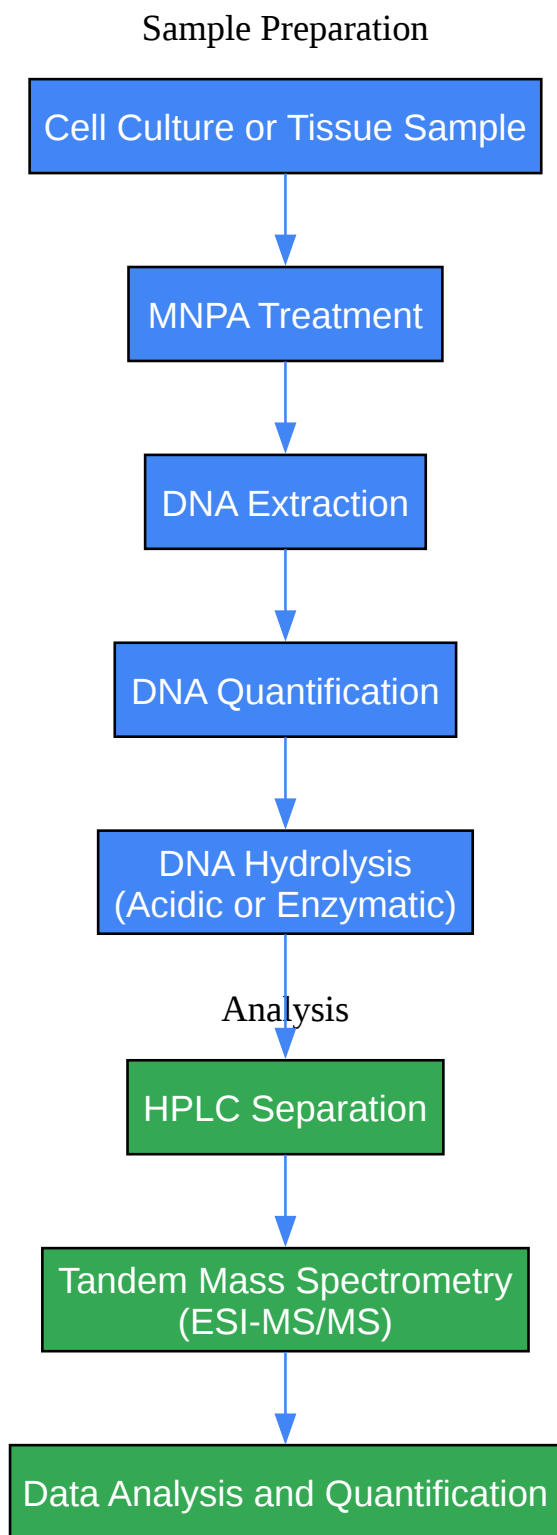 Sample Preparation
Cell Culture or Tissue Sample
MNPA Treatment
DNA Extraction
DNA Quantification
DNA Hydrolysis
(Acidic or Enzymatic)
Analysis
HPLC Separation
Tandem Mass Spectrometry
(ESI-MS/MS)
Data Analysis and Quantification